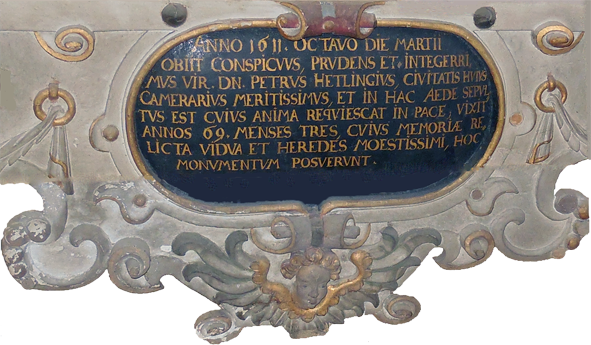 ANNO 1611. OCTAVO DIE MARTII
OBIIT CONSPICVVS, PRVDENS ET INTEGERRI,
MVS VIR. DN. PETRVS HETLINGIVS, CIVITATIS HVIVS
CAMERARIVS MERITISSIMVS, ET IN HAC ÆDE SEPVL,
TVS EST CVIVS ANIMA REQVIESCAT IN PACE, VIXIT
ANNOS 69. MENSES TRES, CVIVS MEMORIÆ RE,
LICTA VIDVA ET HEREDES MOESTISSIMI, HOC
MONVMENTVM POSVERVNT.